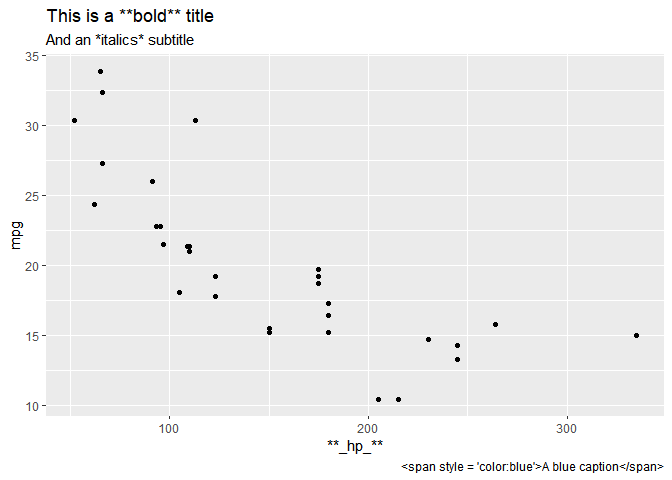 This is a **bold** title
And an *italics* subtitle
35
30
25
20
15
10
mpg
100 200 300
**_hp_**
<span style = 'color:blue'>A blue caption</span>